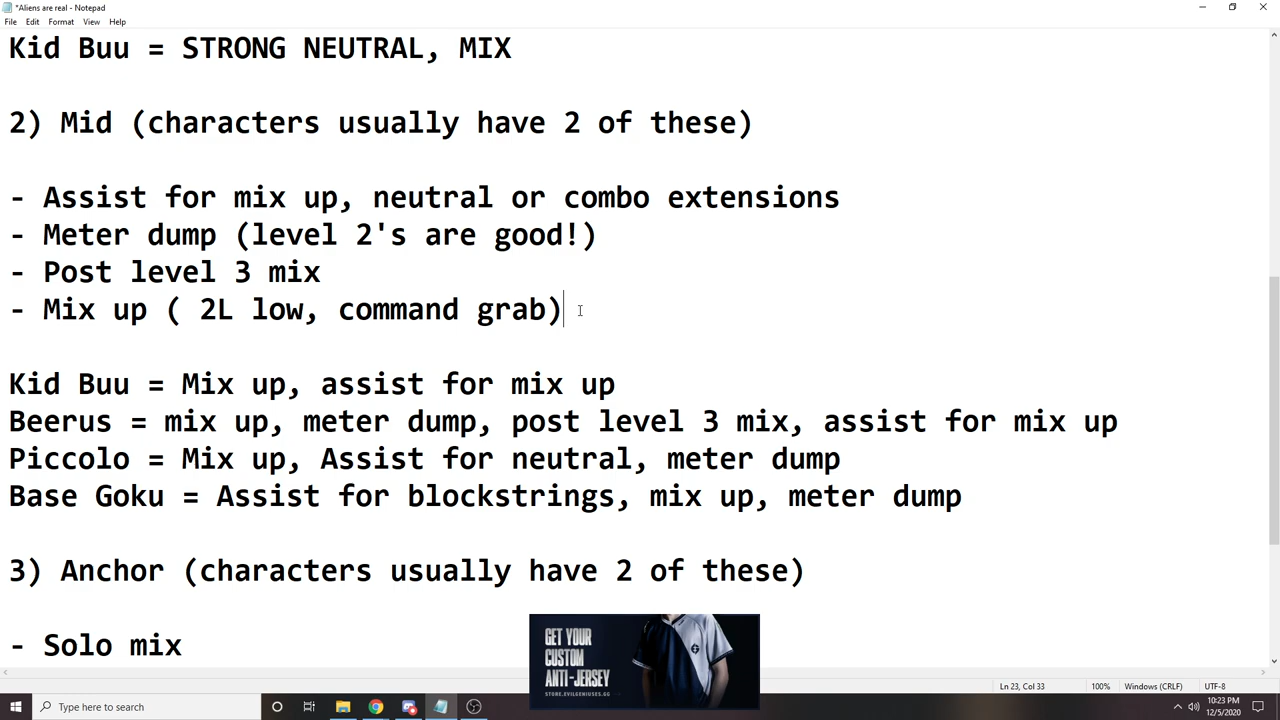 *Aliens are real - Notepad
File Edit Format View Help
Kid Buu = STRONG NEUTRAL, MIX
2) Mid (characters usually have 2 of these)
- Assist for mix up, neutral or combo extensions
- Meter dump (level 2's are good!)
- Post level 3 mix
- Mix up ( 2L low, command grab)
Kid Buu = Mix up, assist for mix up
Beerus = mix up, meter dump, post level 3 mix, assist for mix up
Piccolo = Mix up, Assist for neutral, meter dump
Base Goku = Assist for blockstrings, mix up, meter dump
3) Anchor (characters usually have 2 of these)
- Solo mix
GET YOUR
CUSTOM
ANTI-JERSEY
STORE.EVILGENIUSES.GG
Ln 23, Col 33 100% Windows (CRLF) UTF-8
Type here to search
10:23 PM
12/5/2020